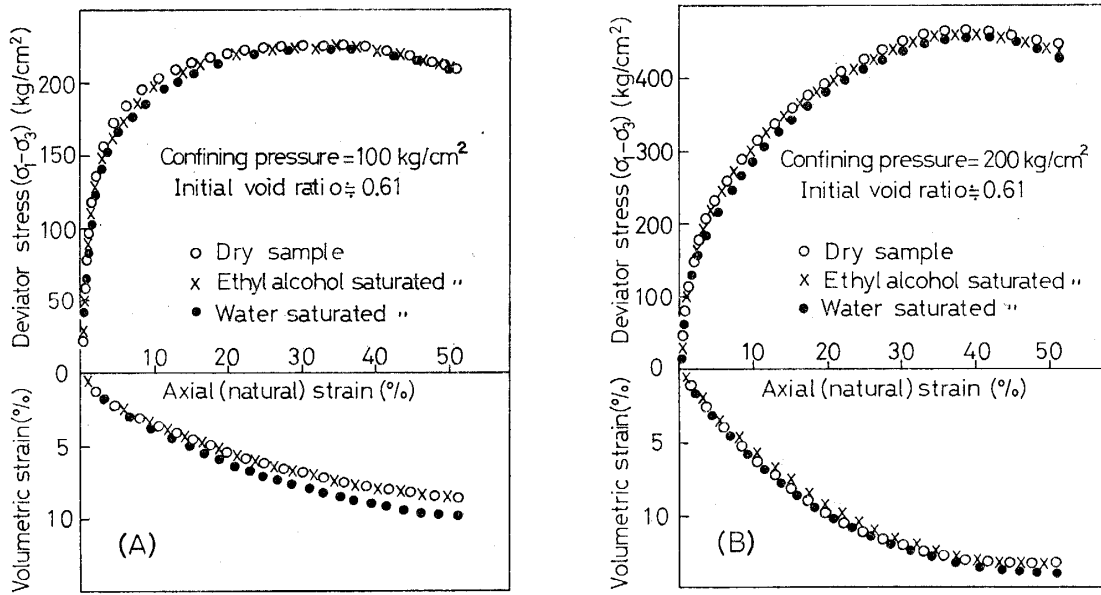 Deviator stress (σ₁-σ₃) (kg/cm²)
200
150
100
50
0
Confining pressure = 100 kg/cm²
Initial void ratio ≒ 0.61
○ Dry sample
× Ethyl alcohol saturated 〃
● Water saturated 〃
10 20 30 40 50
Axial (natural) strain (%)
Volumetric strain (%)
5
10
(A)
Deviator stress (σ₁-σ₃) (kg/cm²)
400
300
200
100
0
Confining pressure = 200 kg/cm²
Initial void ratio ≒ 0.61
○ Dry sample
× Ethyl alcohol saturated 〃
● Water saturated 〃
10 20 30 40 50
Axial (natural) strain (%)
Volumetric strain (%)
5
10
(B)